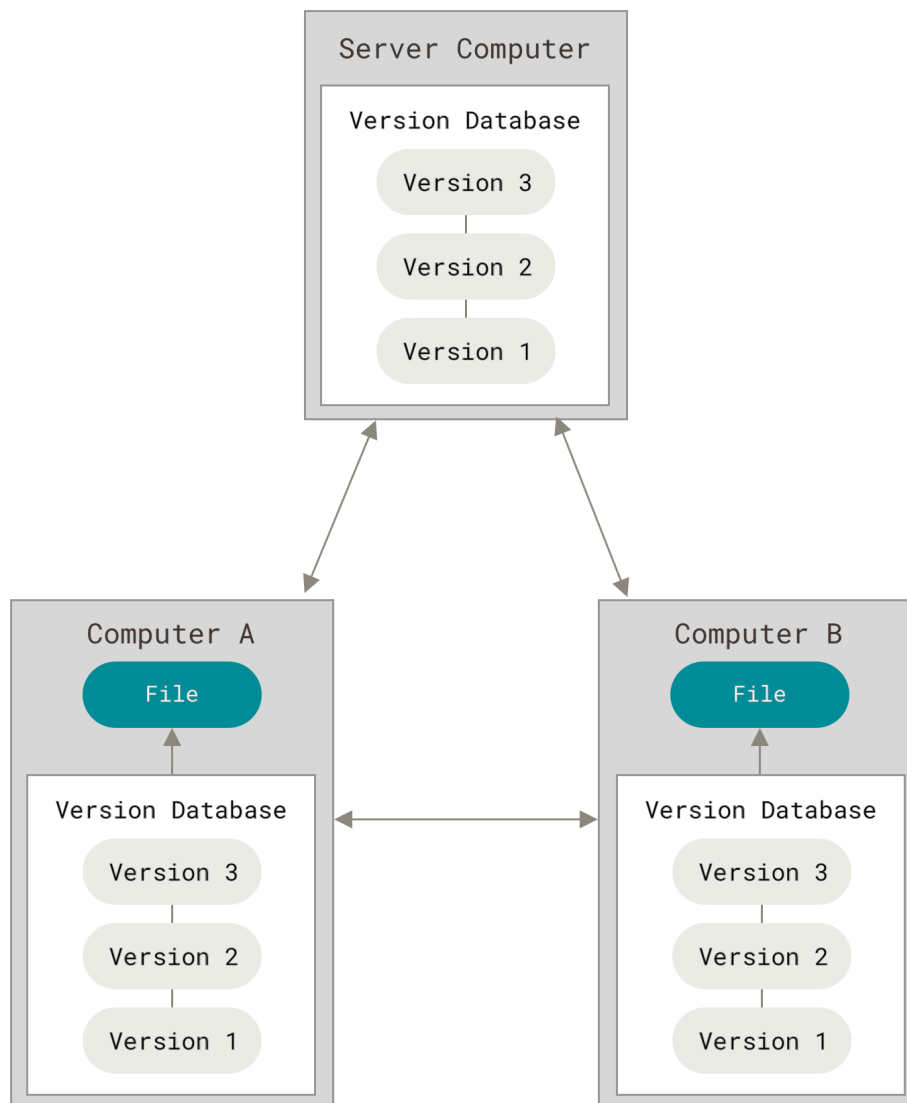 Server Computer
Version Database
Version 3
Version 2
Version 1
Computer A
File
Version Database
Version 3
Version 2
Version 1
Computer B
File
Version Database
Version 3
Version 2
Version 1